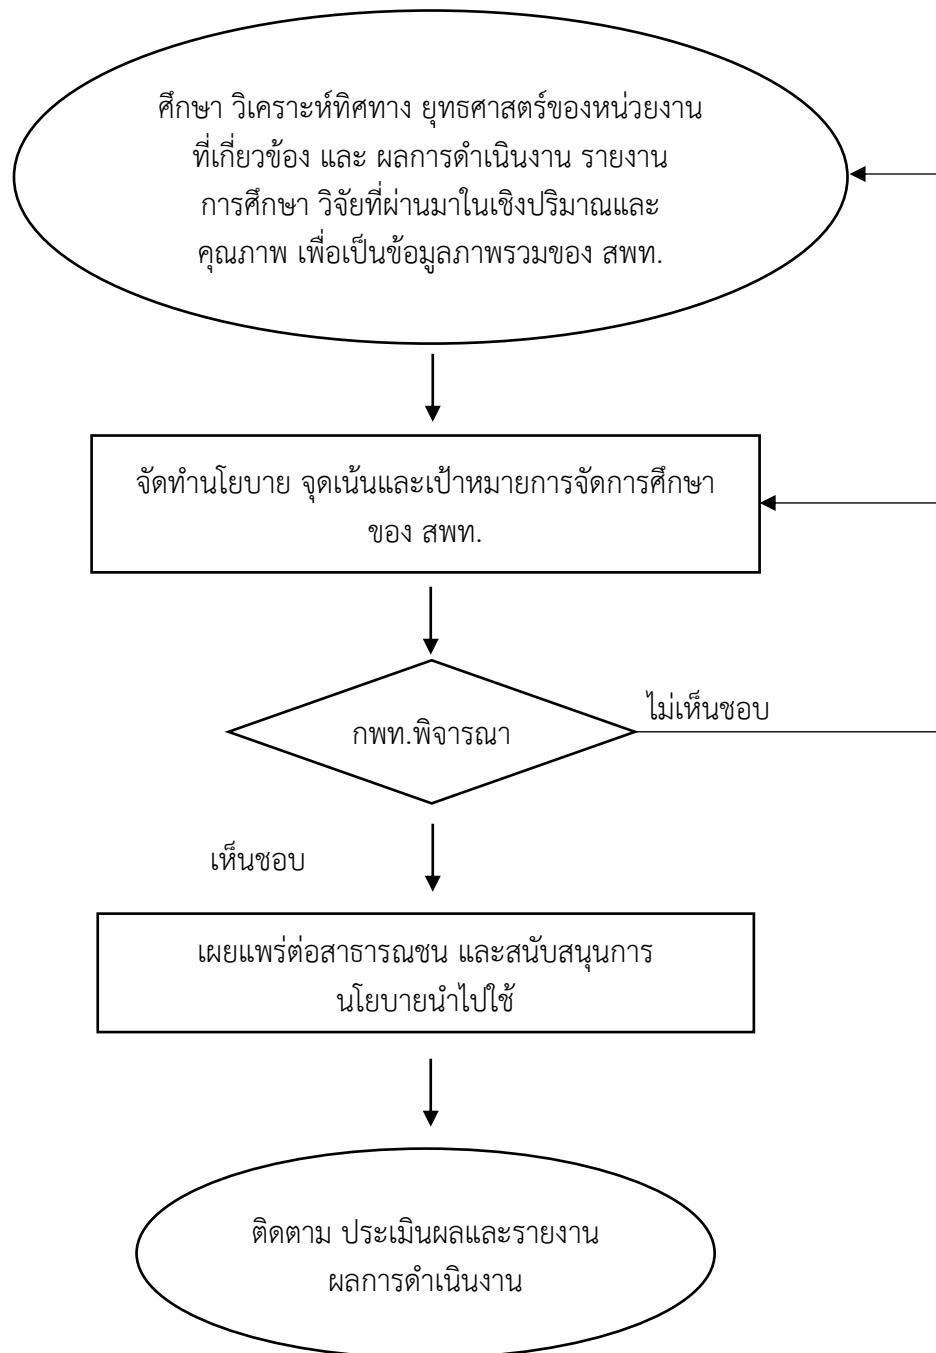 ศึกษา วิเคราะห์ทิศทาง ยุทธศาสตร์ของหน่วยงาน
ที่เกี่ยวข้อง และ ผลการดำเนินงาน รายงาน
การศึกษา วิจัยที่ผ่านมาในเชิงปริมาณและ
คุณภาพ เพื่อเป็นข้อมูลภาพรวมของ สพท.
จัดทำนโยบาย จุดเน้นและเป้าหมายการจัดการศึกษา
ของ สพท.
ไม่เห็นชอบ
กพท.พิจารณา
เห็นชอบ
เผยแพร่ต่อสาธารณชน และสนับสนุนการ
นโยบายนำไปใช้
ติดตาม ประเมินผลและรายงาน
ผลการดำเนินงาน